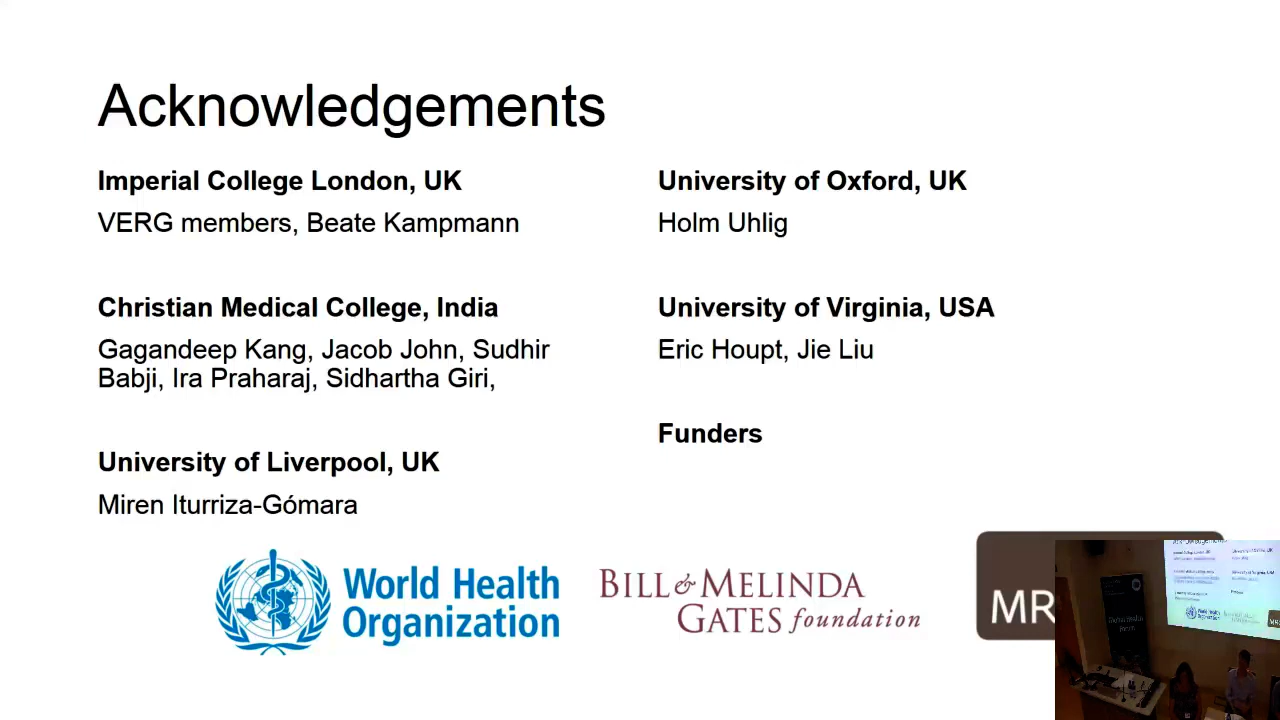 Acknowledgements
Imperial College London, UK
VERG members, Beate Kampmann
Christian Medical College, India
Gagandeep Kang, Jacob John, Sudhir
Babji, Ira Praharaj, Sidhartha Giri,
University of Liverpool, UK
Miren Iturriza-Gómara
University of Oxford, UK
Holm Uhlig
University of Virginia, USA
Eric Houpt, Jie Liu
Funders
World Health
Organization
BILL & MELINDA
GATES foundation
MR